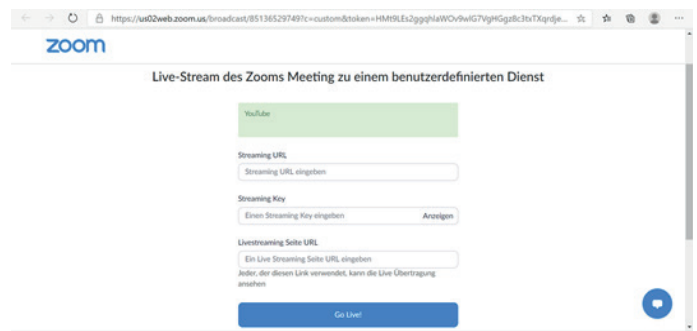 https://us02web.zoom.us/broadcast/85136529749?c=custom&token=HMt9LEs2ggqhlaWOv9wlG7VgHGgzBc3txTXqrdje...
zoom
Live-Stream des Zooms Meeting zu einem benutzerdefinierten Dienst
YouTube
Streaming URL
Streaming URL eingeben
Streaming Key
Einen Streaming Key eingeben Anzeigen
Livestreaming Seite URL
Ein Live Streaming Seite URL eingeben
Jeder, der diesen Link verwendet, kann die Live Übertragung
ansehen
Go Live!